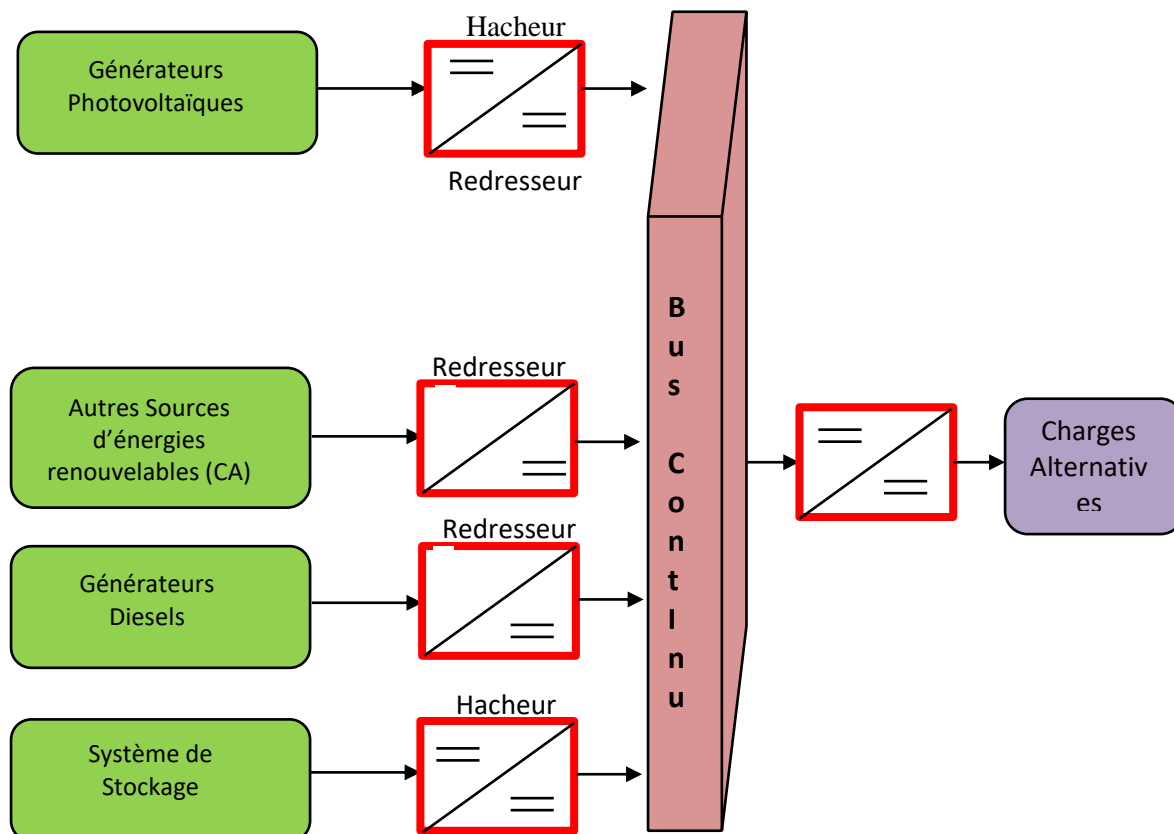 Hacheur
Générateurs
Photovoltaïques
Redresseur
Redresseur
Autres Sources
d’énergies
renouvelables (CA)
Redresseur
Générateurs
Diesels
Hacheur
Système de
Stockage
B
u
s
C
o
n
t
I
n
u
Charges
Alternativ
es